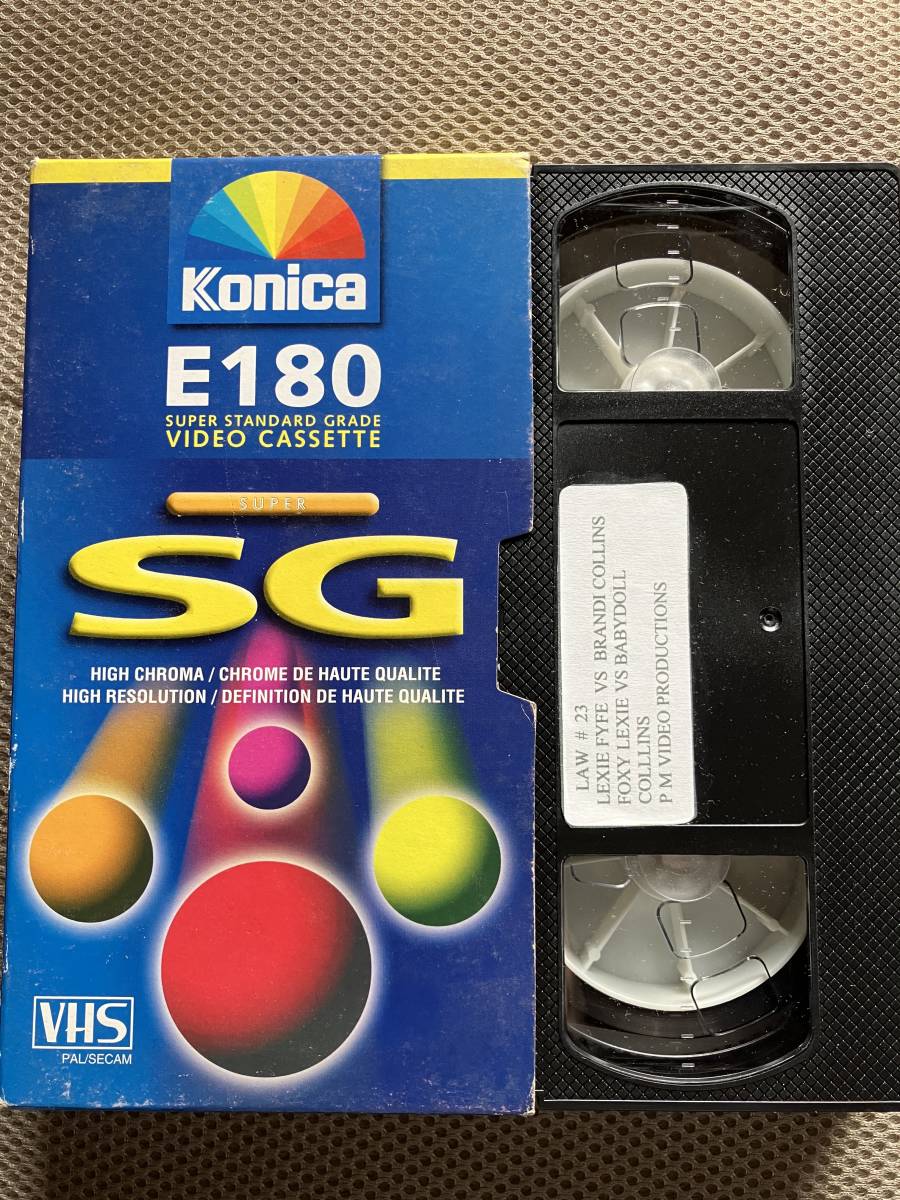 Konica
E180
SUPER STANDARD GRADE
VIDEO CASSETTE
SUPER
SG
HIGH CHROMA / CHROME DE HAUTE QUALITE
HIGH RESOLUTION / DEFINITION DE HAUTE QUALITE
VHS
PAL/SECAM
LAW # 23
LEXIE FYFE VS BRANDI COLLINS
FOXY LEXIE VS BABYDOLL
COLLLINS
P M VIDEO PRODUCTIONS